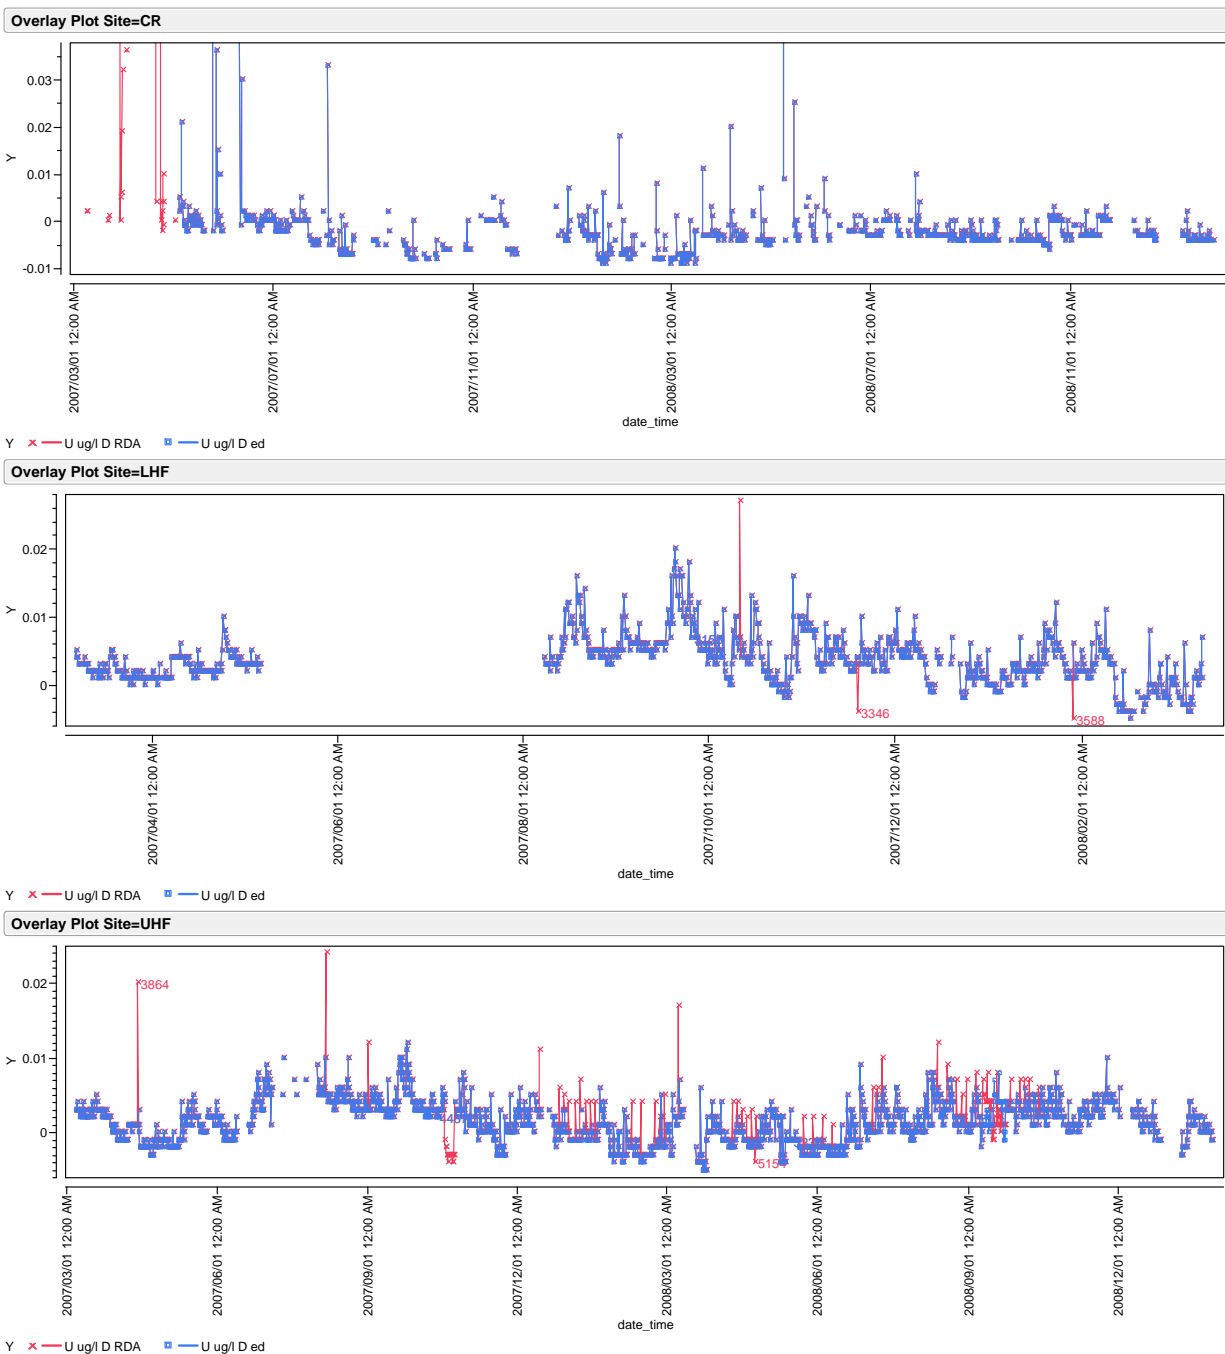 Overlay Plot Site=CR
Y
0.03
0.02
0.01
0
-0.01
2007/03/01 12:00 AM
2007/07/01 12:00 AM
2007/11/01 12:00 AM
2008/03/01 12:00 AM
2008/07/01 12:00 AM
2008/11/01 12:00 AM
date_time
Y U ug/l D RDA U ug/l D ed
Overlay Plot Site=LHF
Y
0.02
0.01
0
3346
3588
2007/04/01 12:00 AM
2007/06/01 12:00 AM
2007/08/01 12:00 AM
2007/10/01 12:00 AM
2007/12/01 12:00 AM
2008/02/01 12:00 AM
date_time
Y U ug/l D RDA U ug/l D ed
Overlay Plot Site=UHF
Y
0.02
0.01
0
3864
2007/03/01 12:00 AM
2007/06/01 12:00 AM
2007/09/01 12:00 AM
2007/12/01 12:00 AM
2008/03/01 12:00 AM
2008/06/01 12:00 AM
2008/09/01 12:00 AM
2008/12/01 12:00 AM
date_time
Y U ug/l D RDA U ug/l D ed